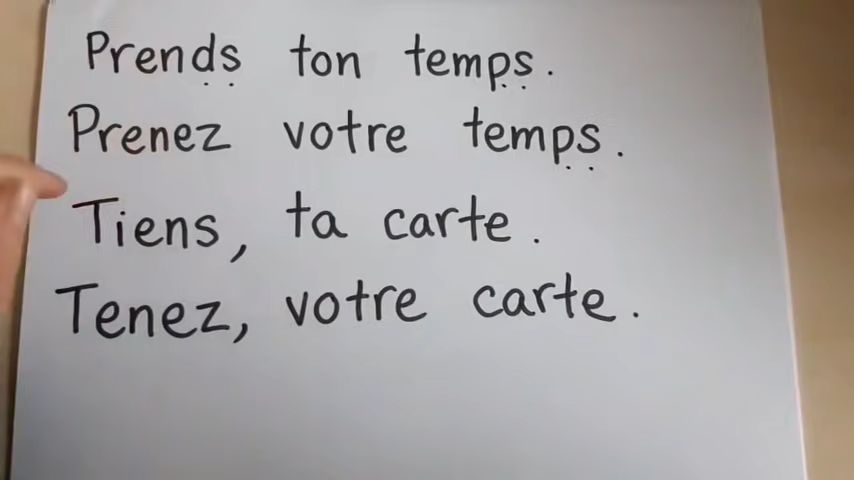 Prends ton temps.
Prenez votre temps.
Tiens, ta carte.
Tenez, votre carte.